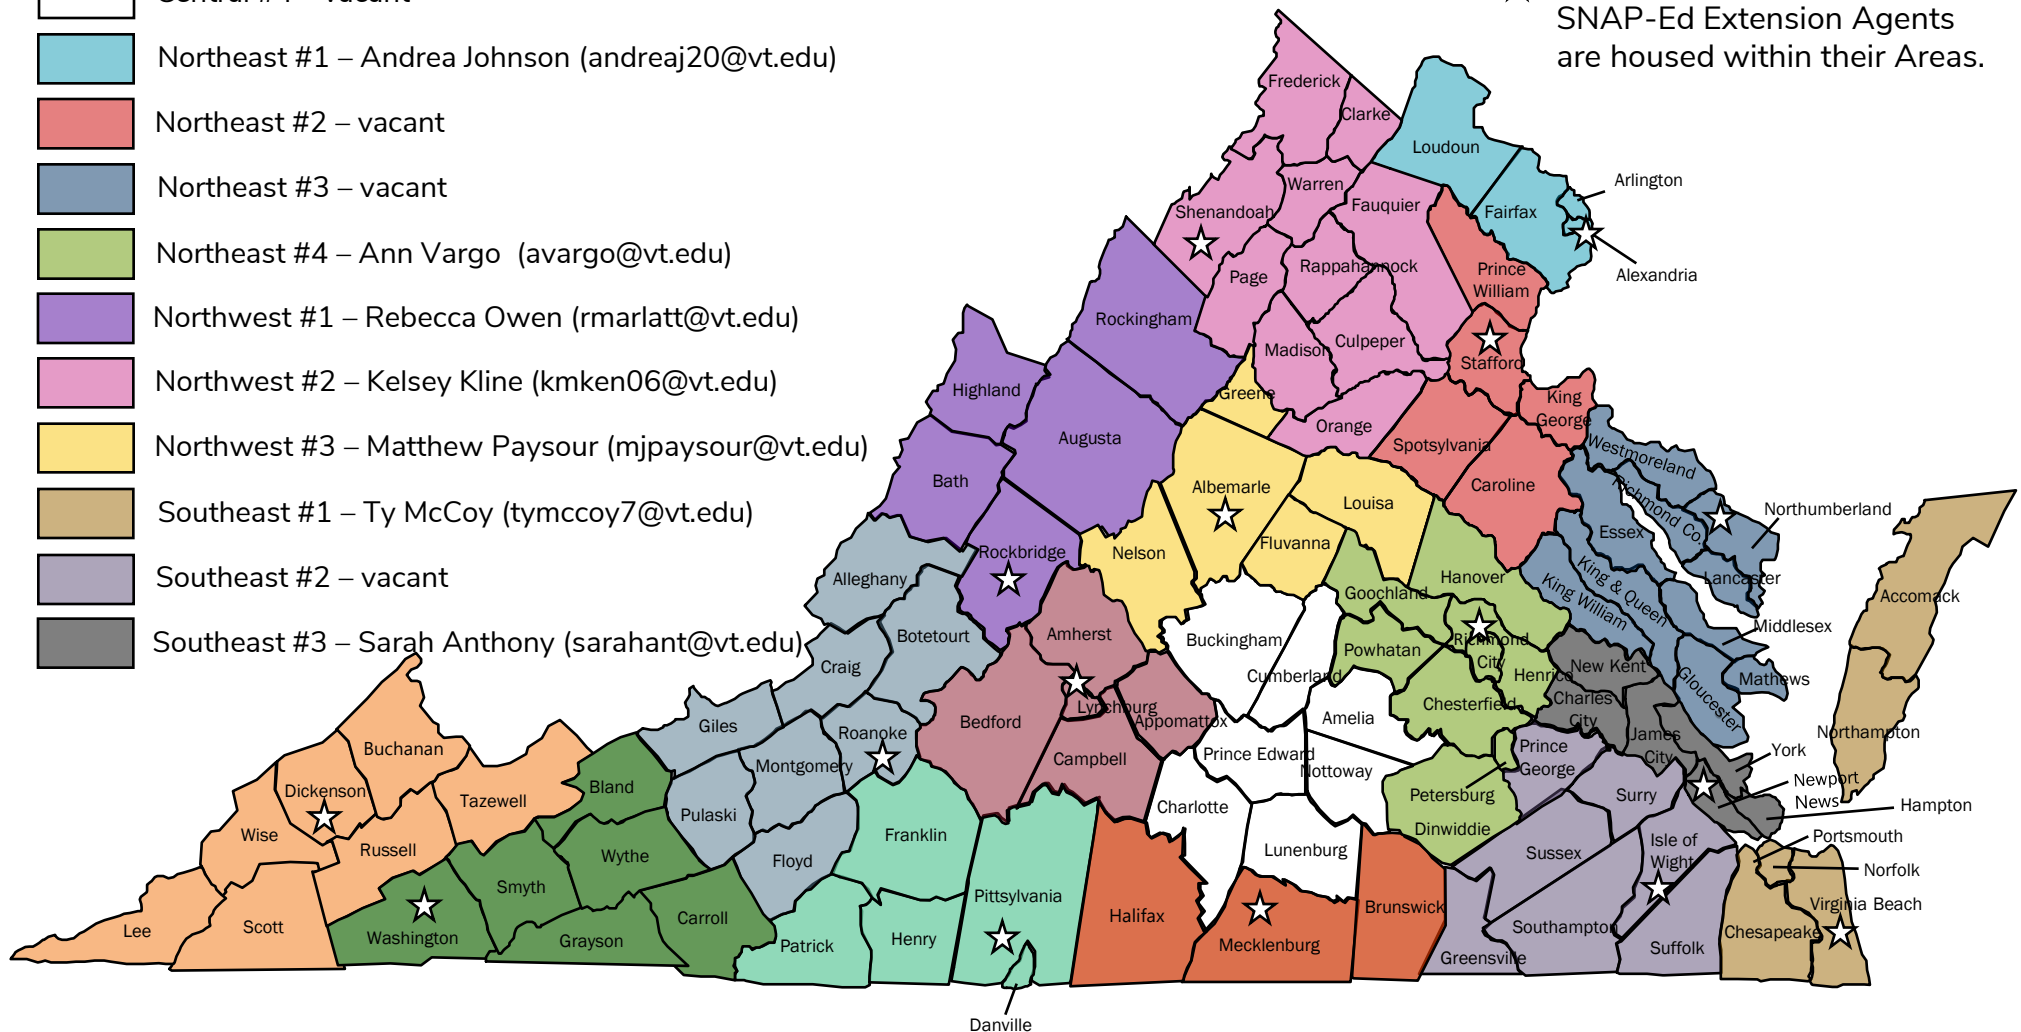 Central #4 – vacant
Northeast #1 – Andrea Johnson (andreaj20@vt.edu)
Northeast #2 – vacant
Northeast #3 – vacant
Northeast #4 – Ann Vargo (avargo@vt.edu)
Northwest #1 – Rebecca Owen (rmarlatt@vt.edu)
Northwest #2 – Kelsey Kline (kmken06@vt.edu)
Northwest #3 – Matthew Paysour (mjpaysour@vt.edu)
Southeast #1 – Ty McCoy (tymccoy7@vt.edu)
Southeast #2 – vacant
Southeast #3 – Sarah Anthony (sarahant@vt.edu)
SNAP-Ed Extension Agents
are housed within their Areas.
Frederick
Clarke
Loudoun
Arlington
Warren
Fauquier
Fairfax
Shenandoah
Alexandria
Page
Rappahannock
Prince
William
Rockingham
Madison
Culpeper
Stafford
Highland
Greene
King
George
Orange
Augusta
Spotsylvania
Westmoreland
Bath
Albemarle
Louisa
Caroline
Richmond Co.
Northumberland
Essex
Nelson
Fluvanna
Rockbridge
Alleghany
Hanover
Goochland
King & Queen
King William
Lancaster
Accomack
Botetourt
Amherst
Buckingham
Powhatan
Richmond
City
Middlesex
Craig
Cumberland
Henrico
New Kent
Mathews
Gloucester
Giles
Roanoke
Bedford
Lynchburg
Appomattox
Amelia
Chesterfield
Charles
City
James
City
Northampton
York
Buchanan
Montgomery
Campbell
Prince Edward
Nottoway
Prince
George
Newport
News
Dickenson
Tazewell
Bland
Pulaski
Charlotte
Petersburg
Surry
Hampton
Wise
Russell
Wythe
Floyd
Franklin
Lunenburg
Dinwiddie
Sussex
Isle of
Wight
Portsmouth
Norfolk
Smyth
Pittsylvania
Halifax
Brunswick
Virginia Beach
Lee
Scott
Washington
Grayson
Carroll
Patrick
Henry
Mecklenburg
Southampton
Greensville
Suffolk
Chesapeake
Danville